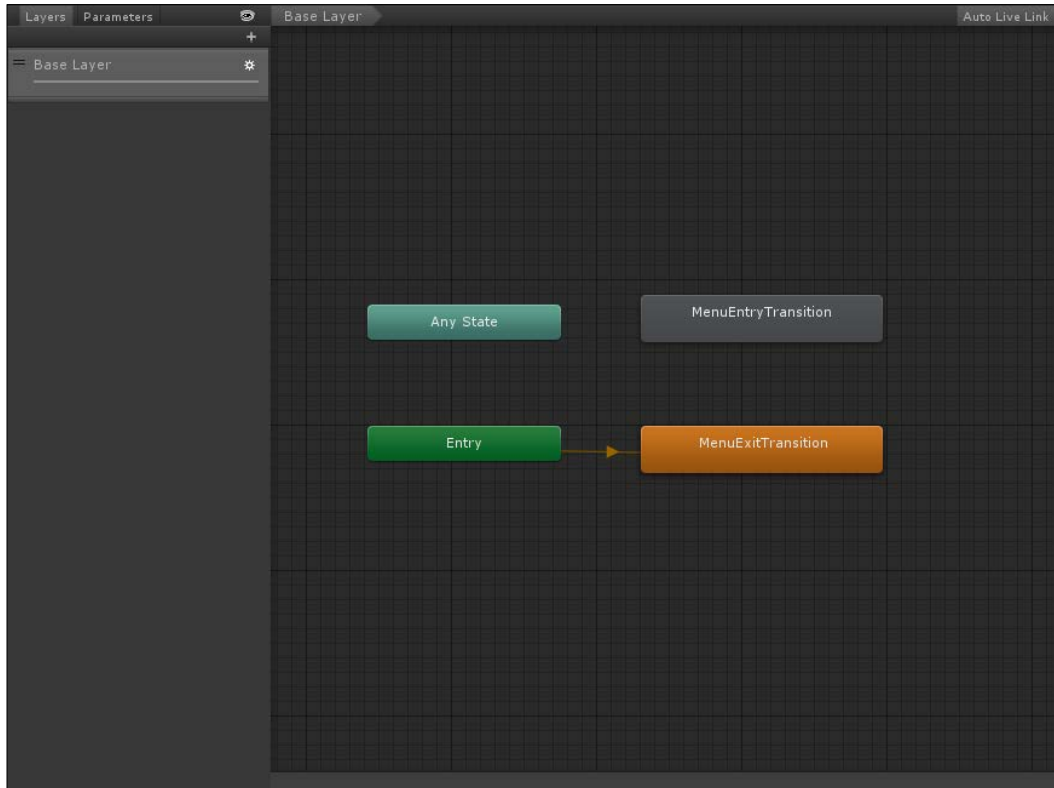 Layers Parameters
Base Layer
Auto Live Link
Base Layer
Any State
MenuEntryTransition
Entry
MenuExitTransition